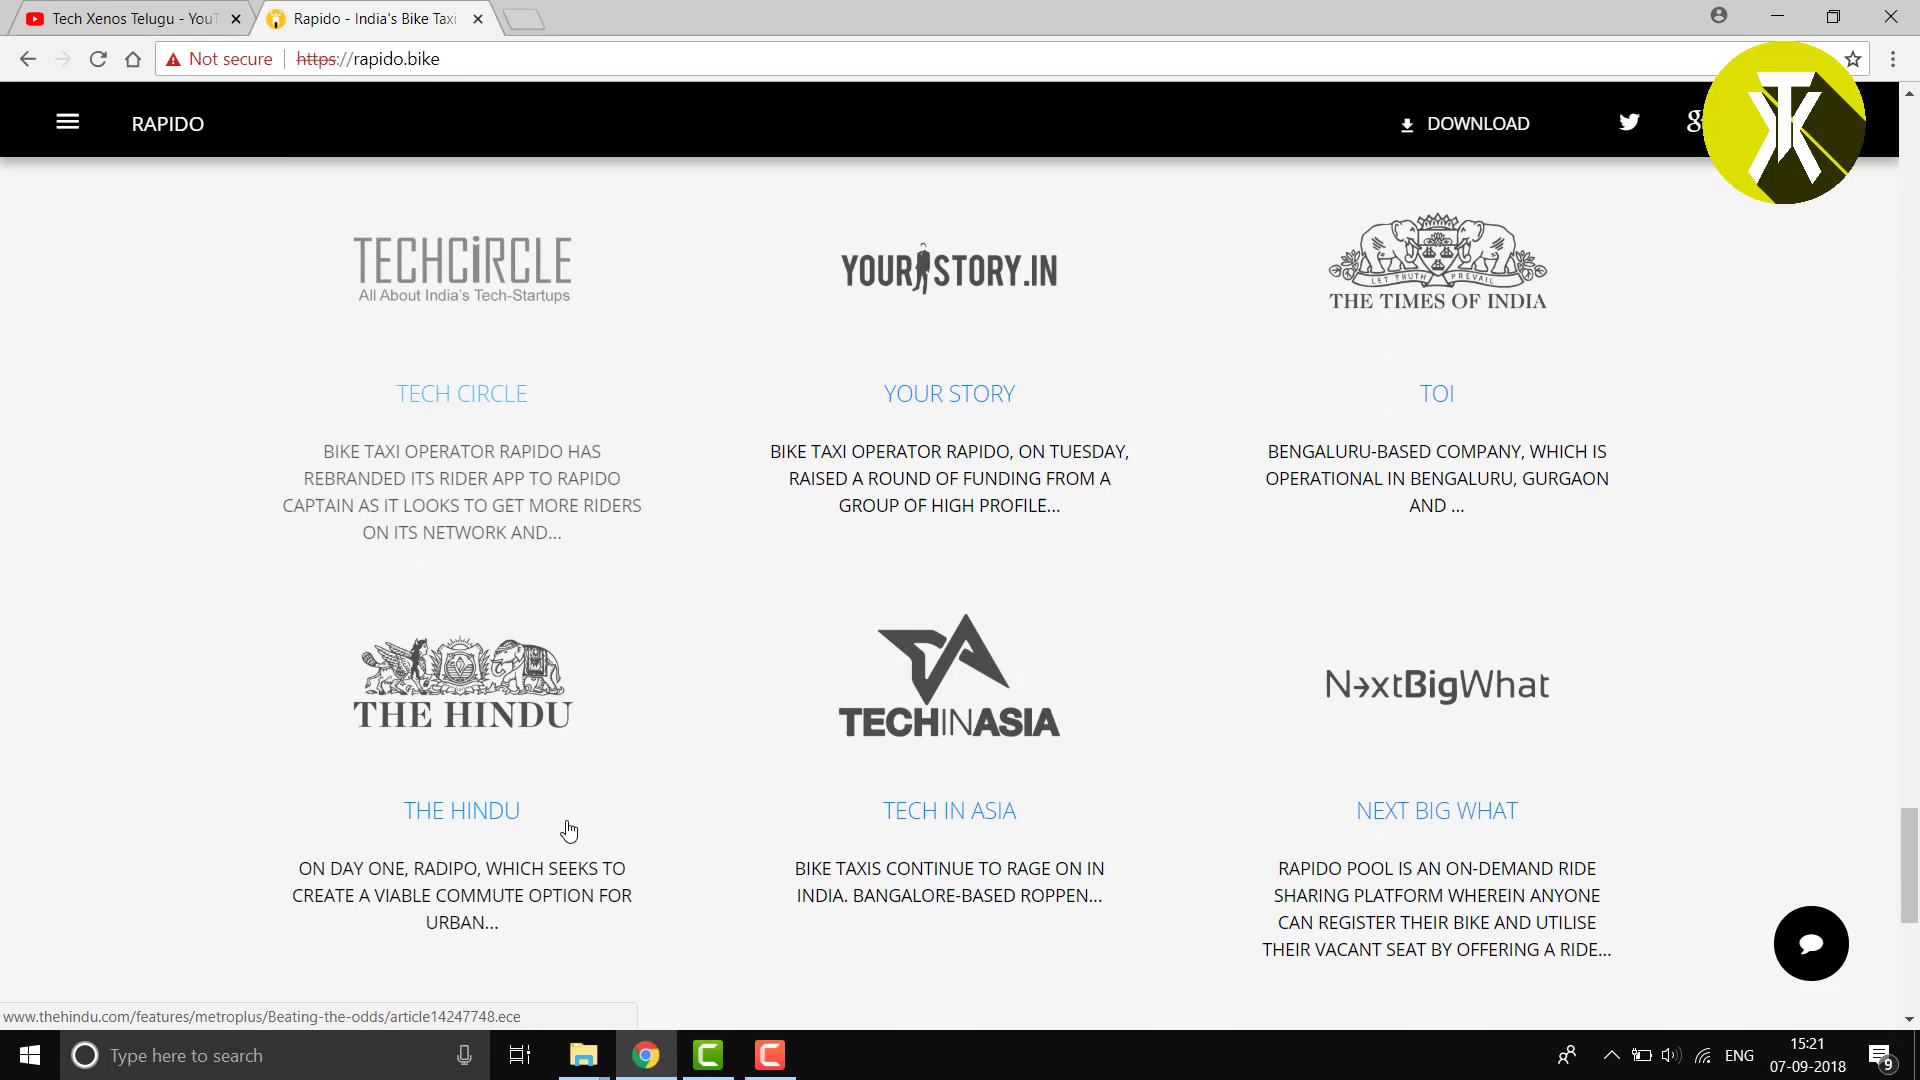 Tech Xenos Telugu - YouT
Rapido - India's Bike Taxi
Not secure
https://rapido.bike
RAPIDO
DOWNLOAD
TECHCiRCLE
All About India's Tech-Startups
YOURSTORY.IN
LET TRUTH PREVAIL
THE TIMES OF INDIA
TECH CIRCLE
YOUR STORY
TOI
BIKE TAXI OPERATOR RAPIDO HAS
REBRANDED ITS RIDER APP TO RAPIDO
CAPTAIN AS IT LOOKS TO GET MORE RIDERS
ON ITS NETWORK AND...
BIKE TAXI OPERATOR RAPIDO, ON TUESDAY,
RAISED A ROUND OF FUNDING FROM A
GROUP OF HIGH PROFILE...
BENGALURU-BASED COMPANY, WHICH IS
OPERATIONAL IN BENGALURU, GURGAON
AND ...
THE HINDU
TECHINASIA
NextBigWhat
THE HINDU
TECH IN ASIA
NEXT BIG WHAT
ON DAY ONE, RADIPO, WHICH SEEKS TO
CREATE A VIABLE COMMUTE OPTION FOR
URBAN...
BIKE TAXIS CONTINUE TO RAGE ON IN
INDIA. BANGALORE-BASED ROPPEN...
RAPIDO POOL IS AN ON-DEMAND RIDE
SHARING PLATFORM WHEREIN ANYONE
CAN REGISTER THEIR BIKE AND UTILISE
THEIR VACANT SEAT BY OFFERING A RIDE...
www.thehindu.com/features/metroplus/Beating-the-odds/article14247748.ece
Type here to search
ENG
15:21
07-09-2018
9